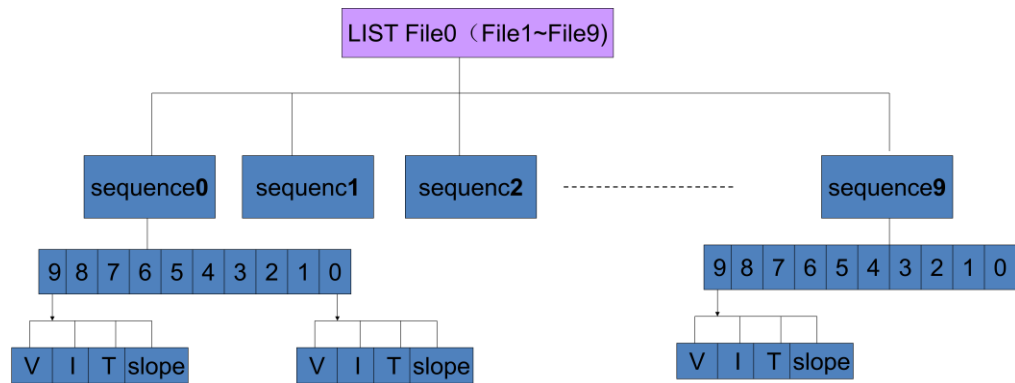 LIST File0（File1~File9)
sequence0
sequenc1
sequenc2
sequence9
9 8 7 6 5 4 3 2 1 0
9 8 7 6 5 4 3 2 1 0
V I T slope
V I T slope
V I T slope